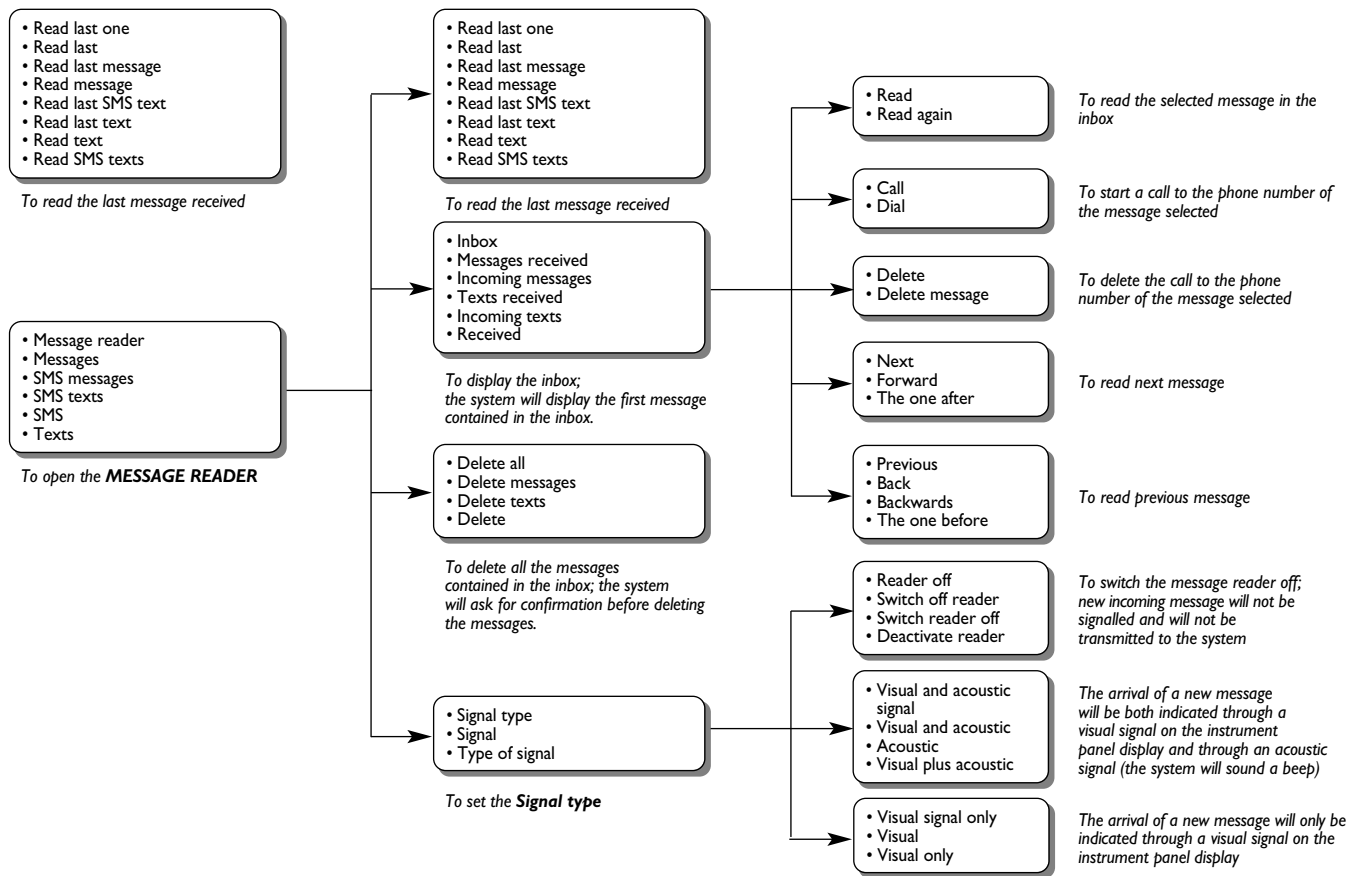 • Read last one
• Read last
• Read last message
• Read message
• Read last SMS text
• Read last text
• Read text
• Read SMS texts
To read the last message received
• Message reader
• Messages
• SMS messages
• SMS texts
• SMS
• Texts
To open the MESSAGE READER
• Read last one
• Read last
• Read last message
• Read message
• Read last SMS text
• Read last text
• Read text
• Read SMS texts
To read the last message received
• Inbox
• Messages received
• Incoming messages
• Texts received
• Incoming texts
• Received
To display the inbox;
the system will display the first message
contained in the inbox.
• Delete all
• Delete messages
• Delete texts
• Delete
To delete all the messages
contained in the inbox; the system
will ask for confirmation before deleting
the messages.
• Signal type
• Signal
• Type of signal
To set the Signal type
• Read
• Read again
To read the selected message in the
inbox
• Call
• Dial
To start a call to the phone number of
the message selected
• Delete
• Delete message
To delete the call to the phone
number of the message selected
• Next
• Forward
• The one after
To read next message
• Previous
• Back
• Backwards
• The one before
To read previous message
• Reader off
• Switch off reader
• Switch reader off
• Deactivate reader
To switch the message reader off;
new incoming message will not be
signalled and will not be
transmitted to the system
• Visual and acoustic
signal
• Visual and acoustic
• Acoustic
• Visual plus acoustic
The arrival of a new message
will be both indicated through a
visual signal on the instrument
panel display and through an acoustic
signal (the system will sound a beep)
• Visual signal only
• Visual
• Visual only
The arrival of a new message will only be
indicated through a visual signal on the
instrument panel display